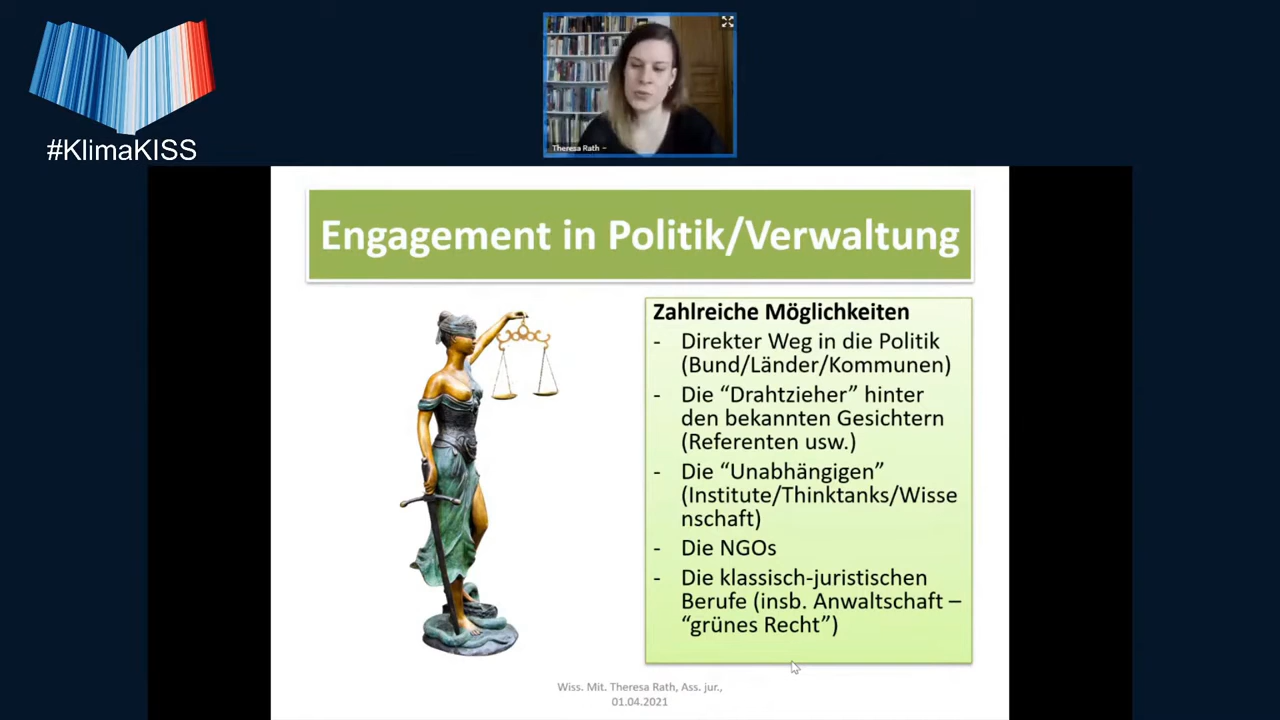 #KlimaKISS
Theresa Rath –
Engagement in Politik/Verwaltung
Zahlreiche Möglichkeiten
- Direkter Weg in die Politik
(Bund/Länder/Kommunen)
- Die “Drahtzieher” hinter
den bekannten Gesichtern
(Referenten usw.)
- Die “Unabhängigen”
(Institute/Thinktanks/Wisse
nschaft)
- Die NGOs
- Die klassisch-juristischen
Berufe (insb. Anwaltschaft –
“grünes Recht”)
Wiss. Mit. Theresa Rath, Ass. jur.,
01.04.2021